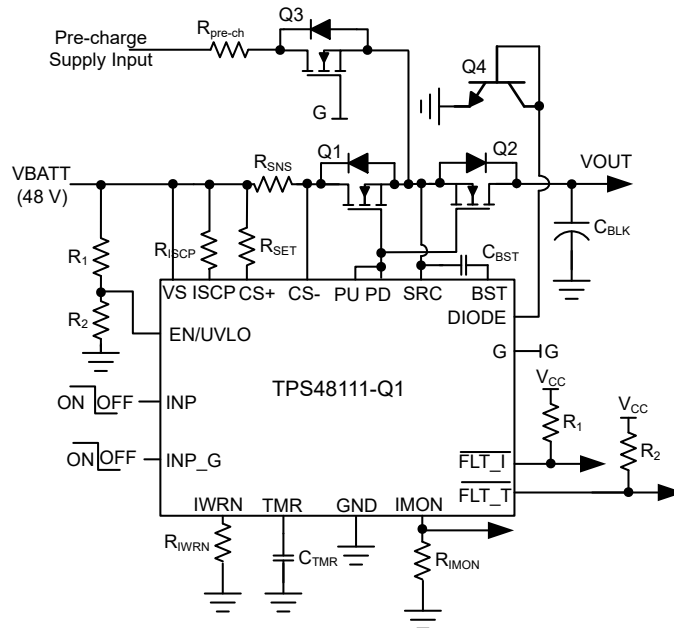 Pre-charge
Supply Input
Rpre-ch
Q3
G
Q4
VBATT
(48 V)
RSNS
Q1
Q2
VOUT
R1
RISCP
RSET
CBST
CBLK
VS
ISCP
CS+
CS-
PU
PD
SRC
BST
DIODE
R2
EN/UVLO
G
G
TPS48111-Q1
VCC
ON
OFF
INP
R1
VCC
ON
OFF
INP_G
FLT_I
R2
FLT_T
IWRN
TMR
GND
IMON
RIWRN
CTMR
RIMON